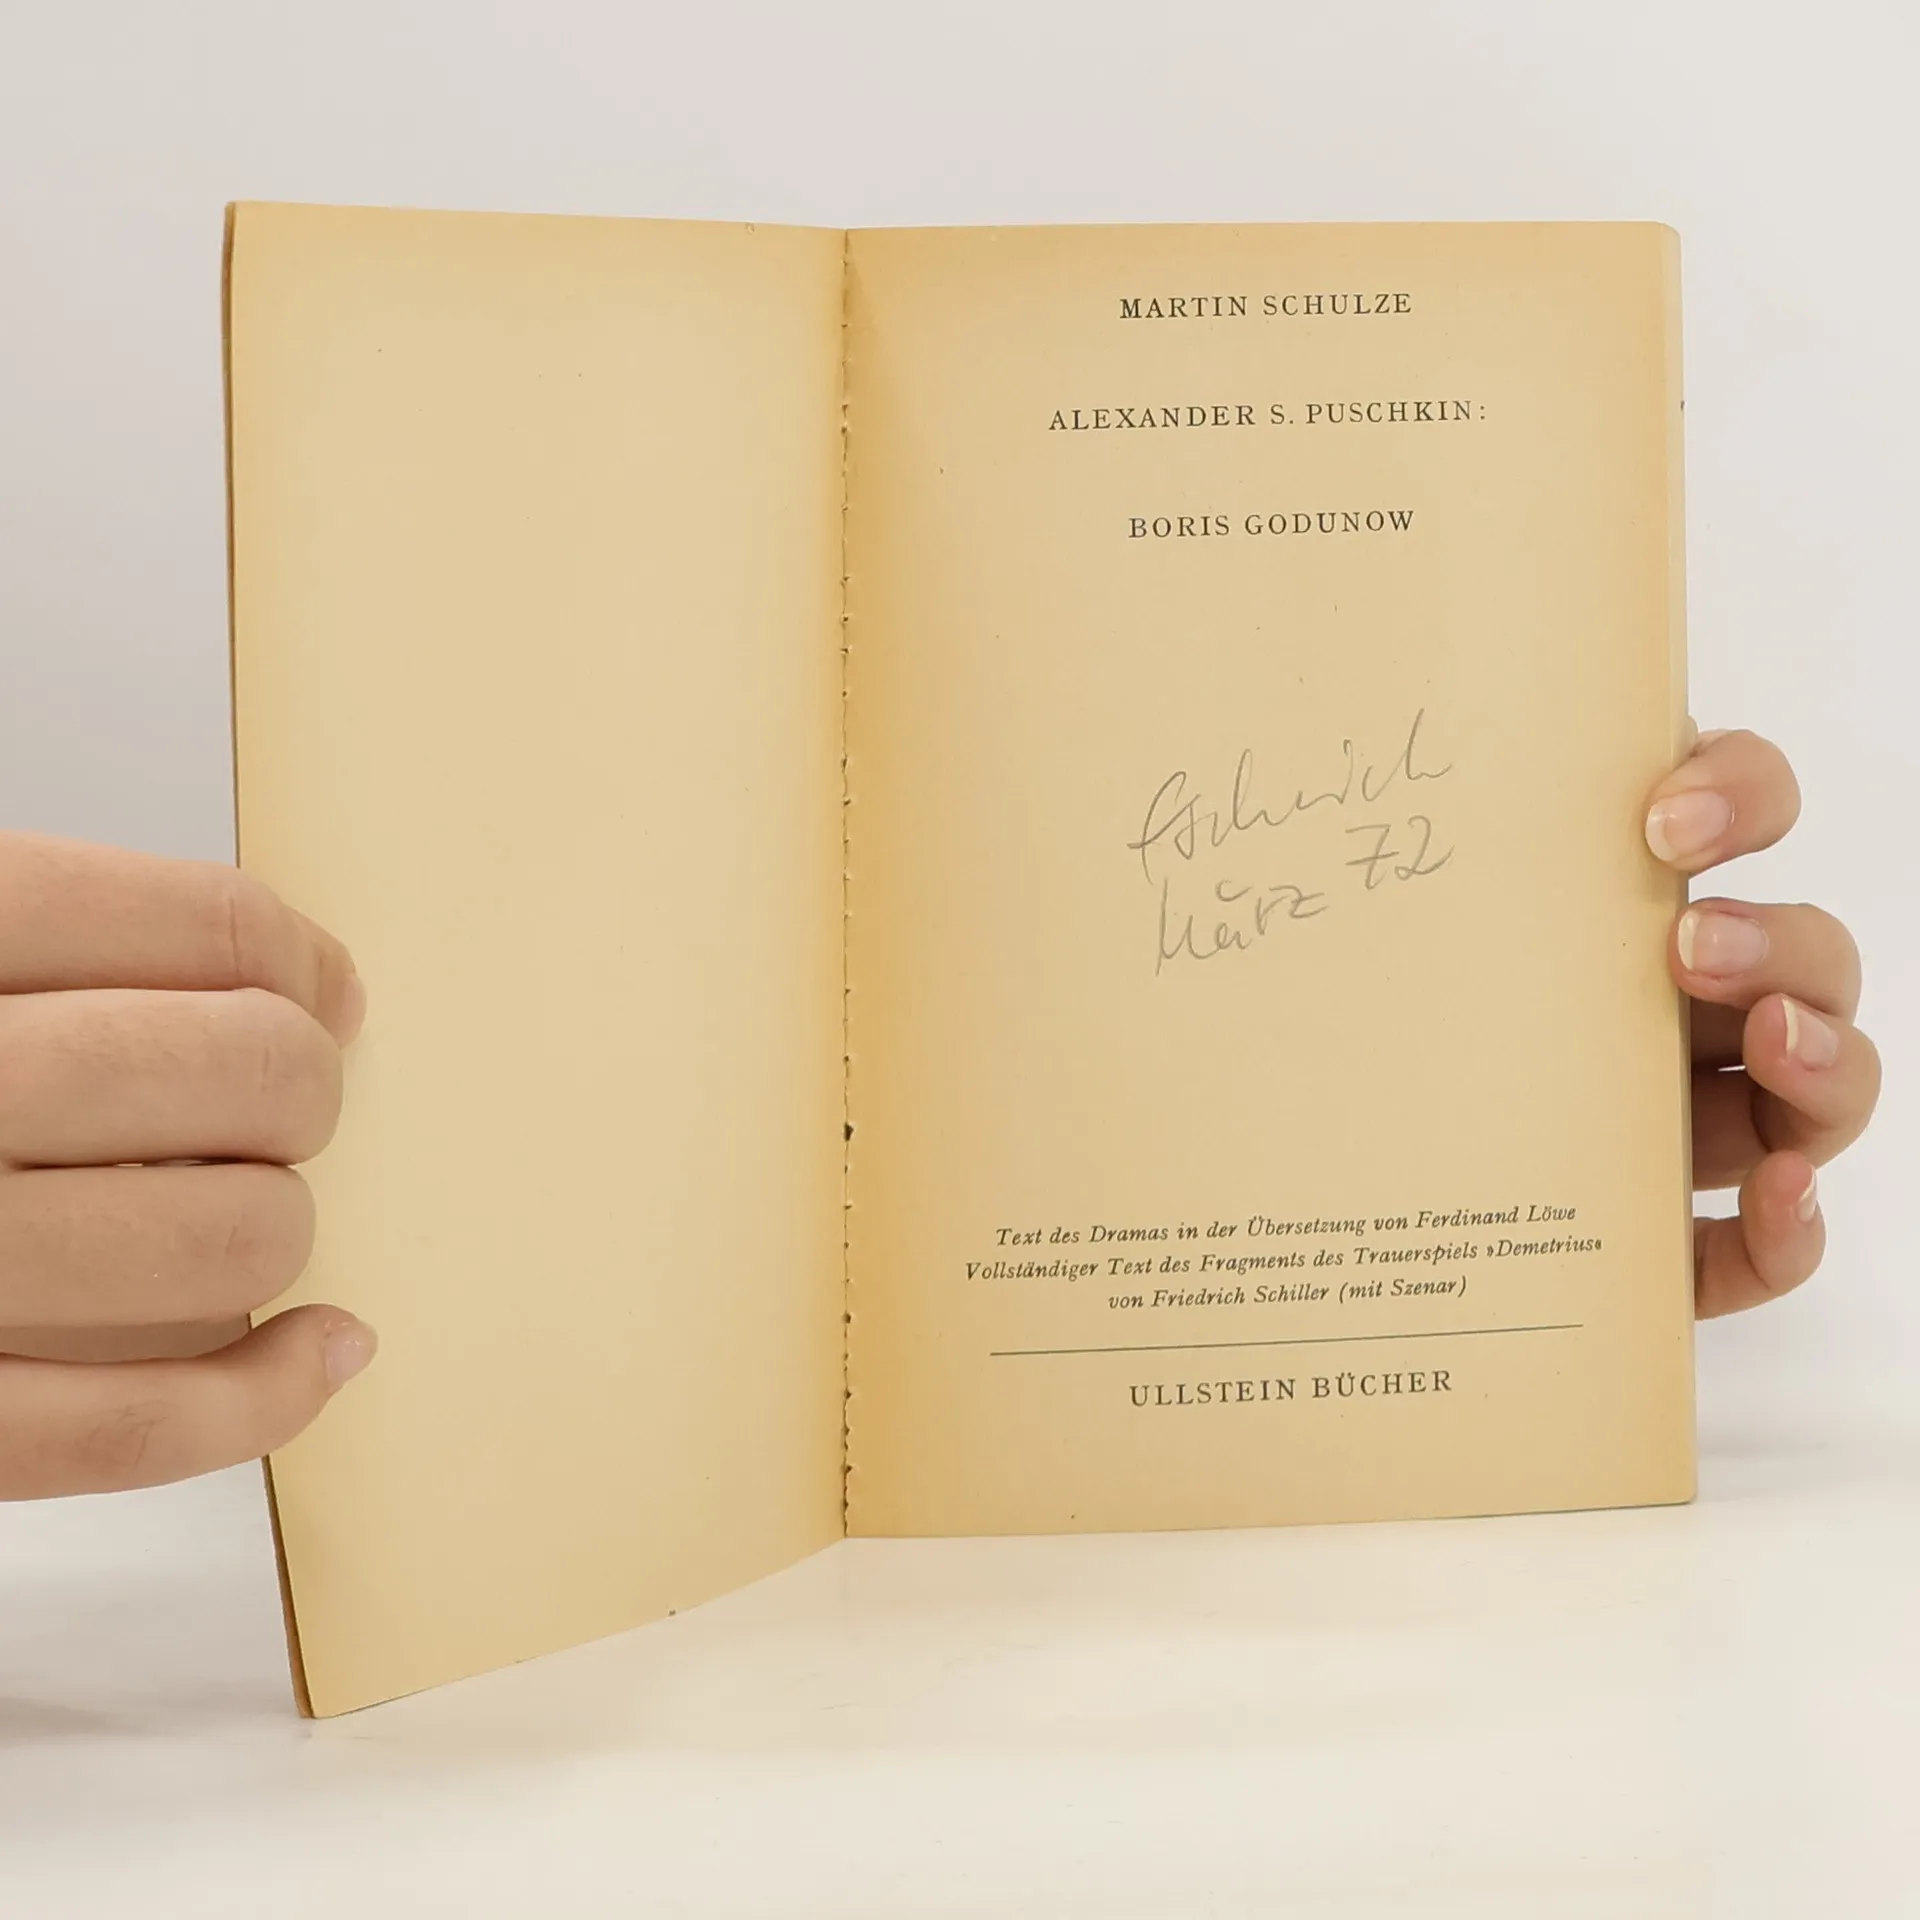 MARTIN SCHULZE
ALEXANDER S. PUSCHKIN:
BORIS GODUNOW
März 72
Text des Dramas in der Übersetzung von Ferdinand Löwe
Vollständiger Text des Fragments des Trauerspiels »Demetrius«
von Friedrich Schiller (mit Szenar)
ULLSTEIN BÜCHER